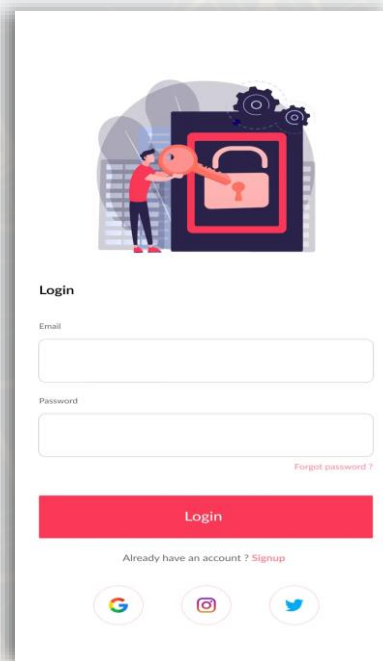 Login
Email
Password
Forgot password ?
Login
Already have an account ? Signup